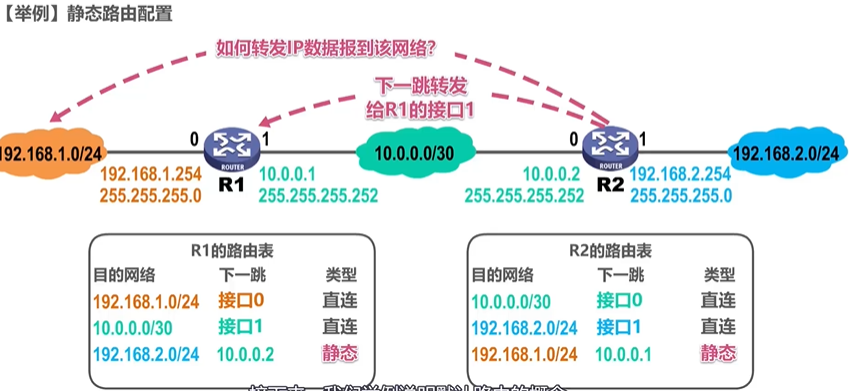 【举例】静态路由配置
如何转发IP数据报到该网络?
下一跳转发
给R1的接口1
0
1
0
1
192.168.1.0/24
10.0.0.0/30
192.168.2.0/24
ROUTER
ROUTER
192.168.1.254
255.255.255.0
R1
10.0.0.1
255.255.255.252
10.0.0.2
255.255.255.252
R2
192.168.2.254
255.255.255.0
R1的路由表
目的网络 下一跳 类型
192.168.1.0/24 接口0 直连
10.0.0.0/30 接口1 直连
192.168.2.0/24 10.0.0.2 静态
R2的路由表
目的网络 下一跳 类型
10.0.0.0/30 接口0 直连
192.168.2.0/24 接口1 直连
192.168.1.0/24 10.0.0.1 静态